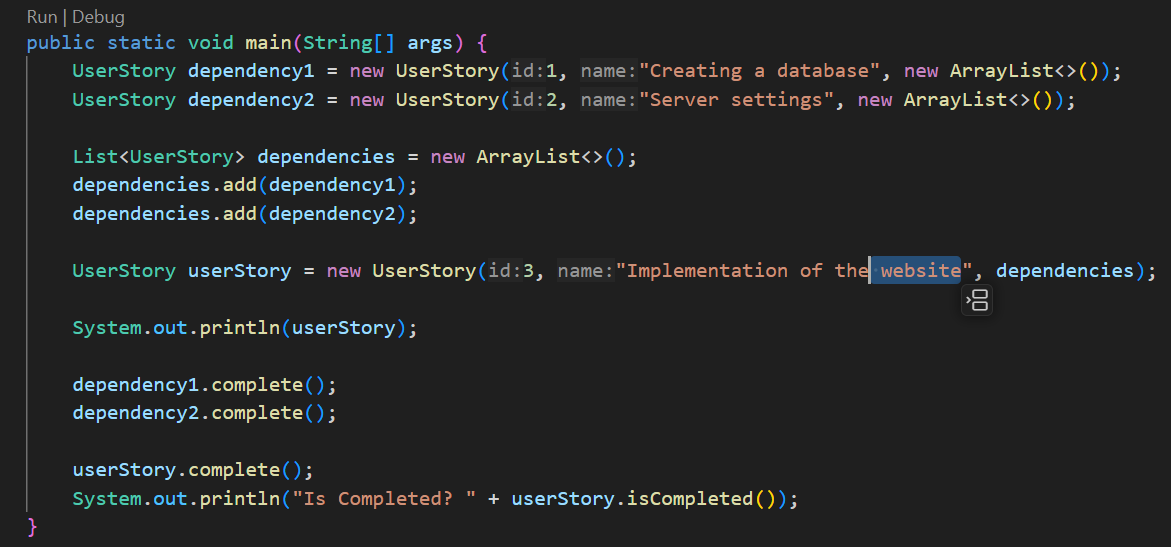 Run | Debug
public static void main(String[] args) {
UserStory dependency1 = new UserStory(id:1, name:"Creating a database", new ArrayList<>());
UserStory dependency2 = new UserStory(id:2, name:"Server settings", new ArrayList<>());
List<UserStory> dependencies = new ArrayList<>();
dependencies.add(dependency1);
dependencies.add(dependency2);
UserStory userStory = new UserStory(id:3, name:"Implementation of the website", dependencies);
System.out.println(userStory);
dependency1.complete();
dependency2.complete();
userStory.complete();
System.out.println("Is Completed? " + userStory.isCompleted());
}